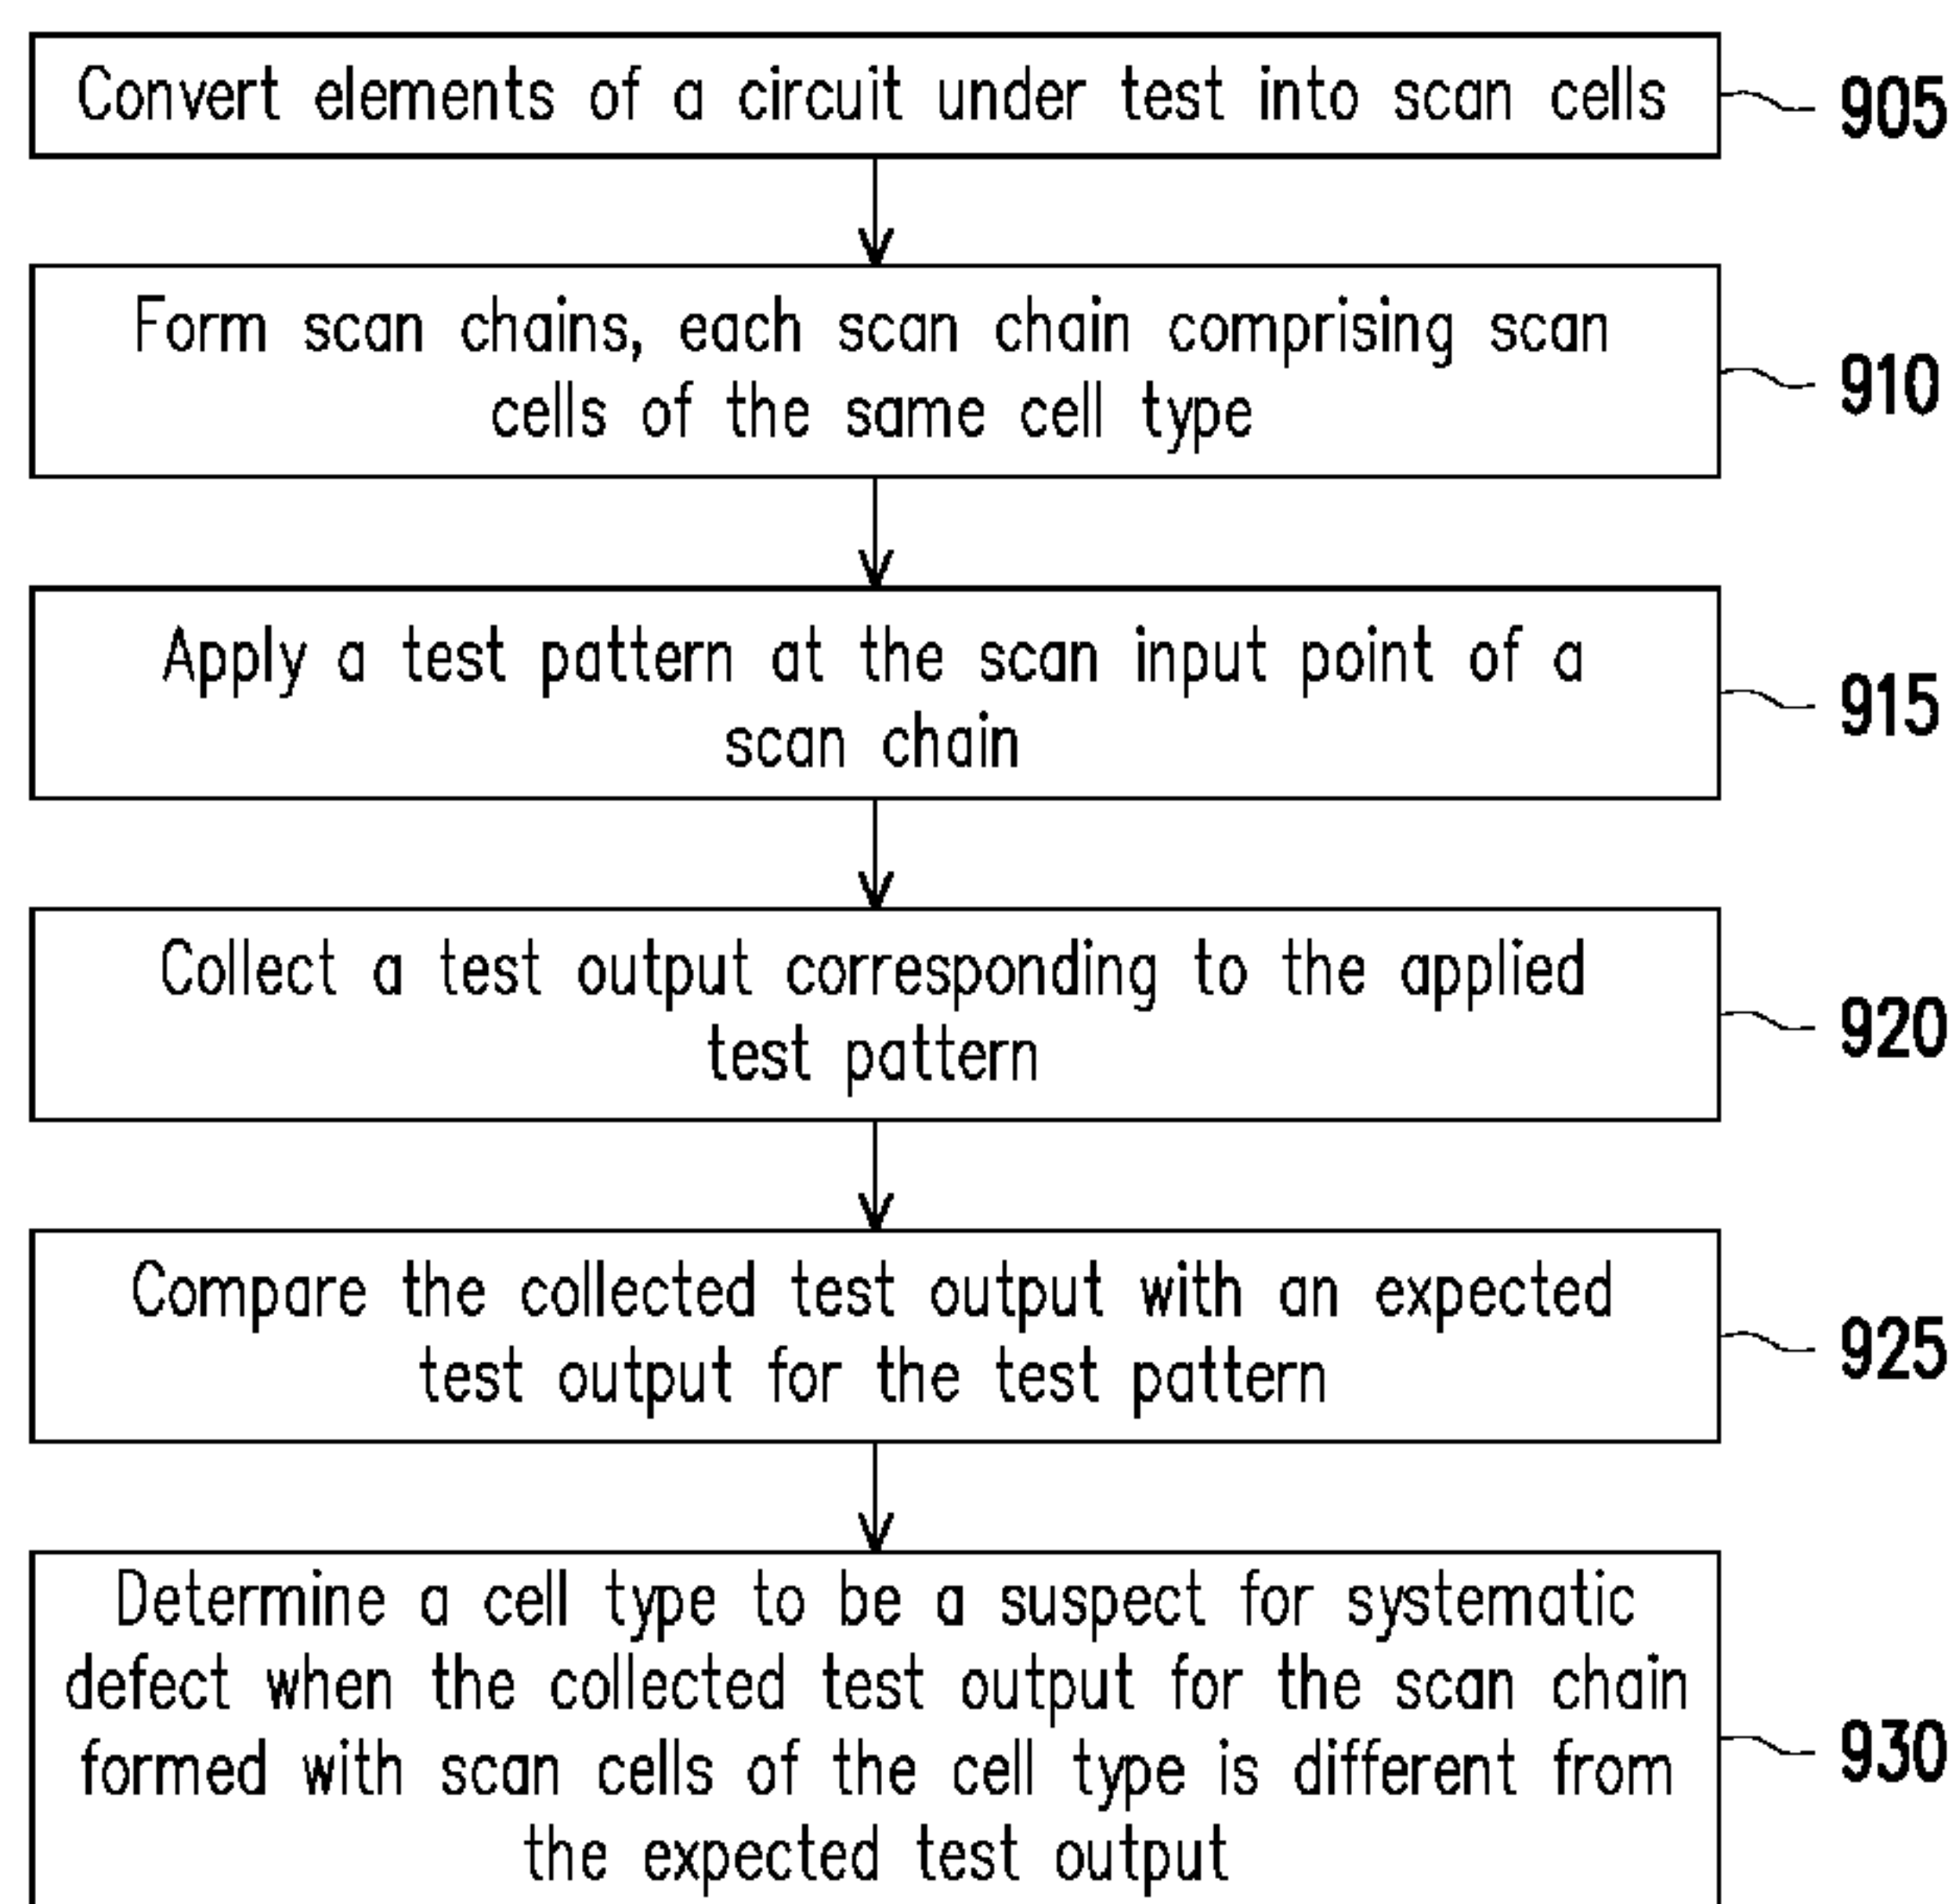 Convert elements of a circuit under test into scan cells
905
Form scan chains, each scan chain comprising scan
cells of the same cell type
910
Apply a test pattern at the scan input point of a
scan chain
915
Collect a test output corresponding to the applied
test pattern
920
Compare the collected test output with an expected
test output for the test pattern
925
Determine a cell type to be a suspect for systematic
defect when the collected test output for the scan chain
formed with scan cells of the cell type is different from
the expected test output
930